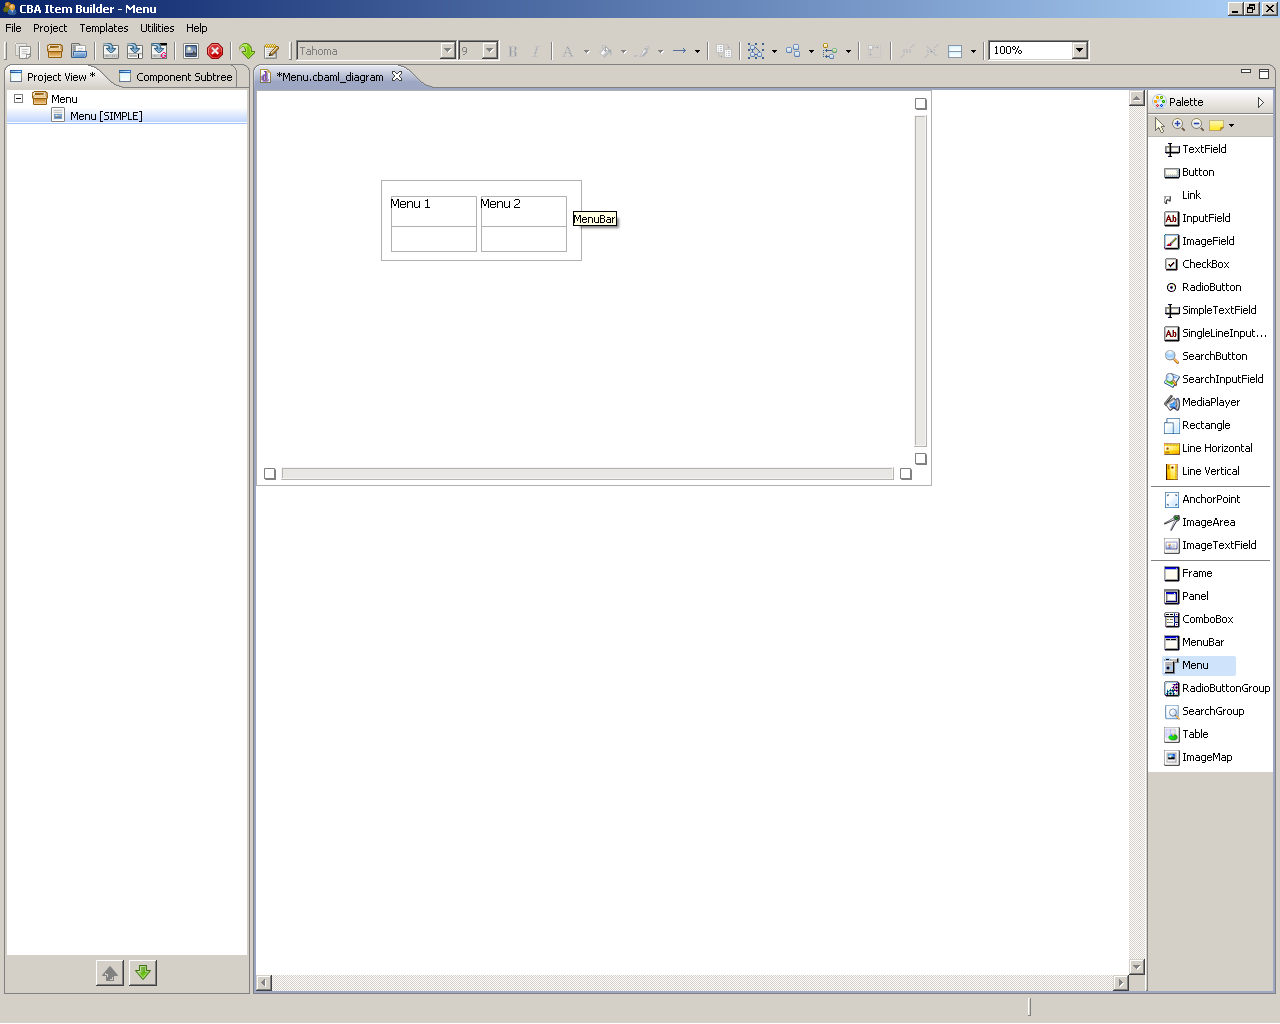 CBA Item Builder - Menu
File Project Templates Utilities Help
Tahoma 9 B I A 100%
Project View * Component Subtree *Menu.cbaml_diagram
Menu
Menu [SIMPLE]
Menu 1 Menu 2
MenuBar
Palette
TextField
Button
Link
InputField
ImageField
CheckBox
RadioButton
SimpleTextField
SingleLineInput...
SearchButton
SearchInputField
MediaPlayer
Rectangle
Line Horizontal
Line Vertical
AnchorPoint
ImageArea
ImageTextField
Frame
Panel
ComboBox
MenuBar
Menu
RadioButtonGroup
SearchGroup
Table
ImageMap